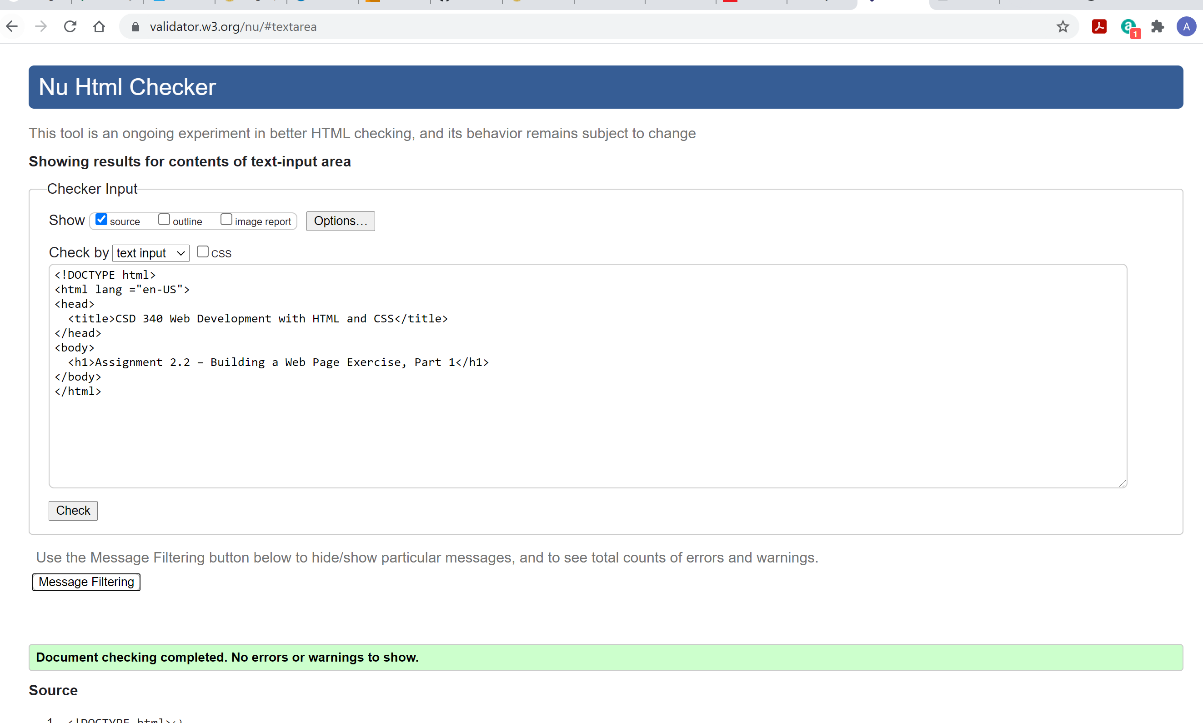 validator.w3.org/nu/#textarea
1
A
Nu Html Checker
This tool is an ongoing experiment in better HTML checking, and its behavior remains subject to change
Showing results for contents of text-input area
Checker Input
Show source outline image report Options...
Check by text input css
<!DOCTYPE html>
<html lang ="en-US">
<head>
<title>CSD 340 Web Development with HTML and CSS</title>
</head>
<body>
<h1>Assignment 2.2 – Building a Web Page Exercise, Part 1</h1>
</body>
</html>
Check
Use the Message Filtering button below to hide/show particular messages, and to see total counts of errors and warnings.
Message Filtering
Document checking completed. No errors or warnings to show.
Source
1. <!DOCTYPE html>